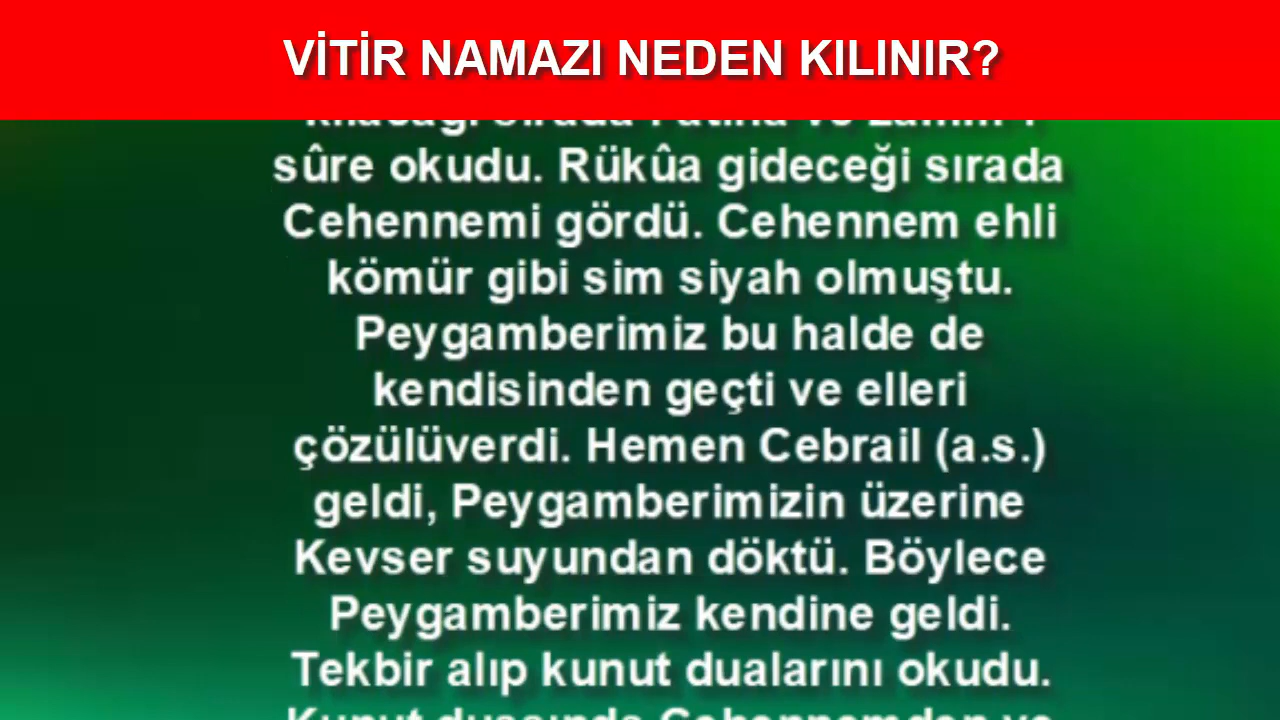 VİTİR NAMAZI NEDEN KILINIR?
sûre okudu. Rükûa gideceği sırada
Cehennemi gördü. Cehennem ehli
kömür gibi sim siyah olmuştu.
Peygamberimiz bu halde de
kendisinden geçti ve elleri
çözülüverdi. Hemen Cebrail (a.s.)
geldi, Peygamberimizin üzerine
Kevser suyundan döktü. Böylece
Peygamberimiz kendine geldi.
Tekbir alıp kunut dualarını okudu.